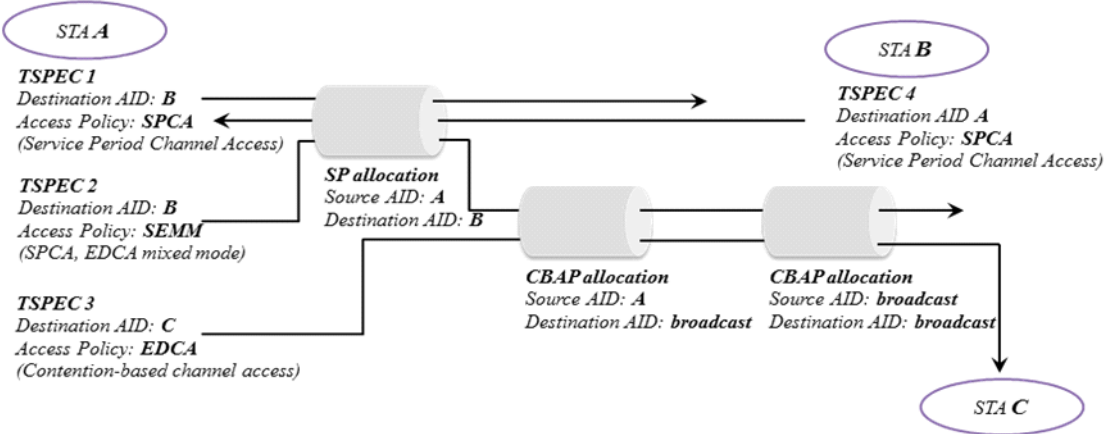 STA A
TSPEC 1
Destination AID: B
Access Policy: SPCA
(Service Period Channel Access)
TSPEC 2
Destination AID: B
Access Policy: SEMM
(SPCA, EDCA mixed mode)
TSPEC 3
Destination AID: C
Access Policy: EDCA
(Contention-based channel access)
SP allocation
Source AID: A
Destination AID: B
CBAP allocation
Source AID: A
Destination AID: broadcast
CBAP allocation
Source AID: broadcast
Destination AID: broadcast
STA B
TSPEC 4
Destination AID A
Access Policy: SPCA
(Service Period Channel Access)
STA C